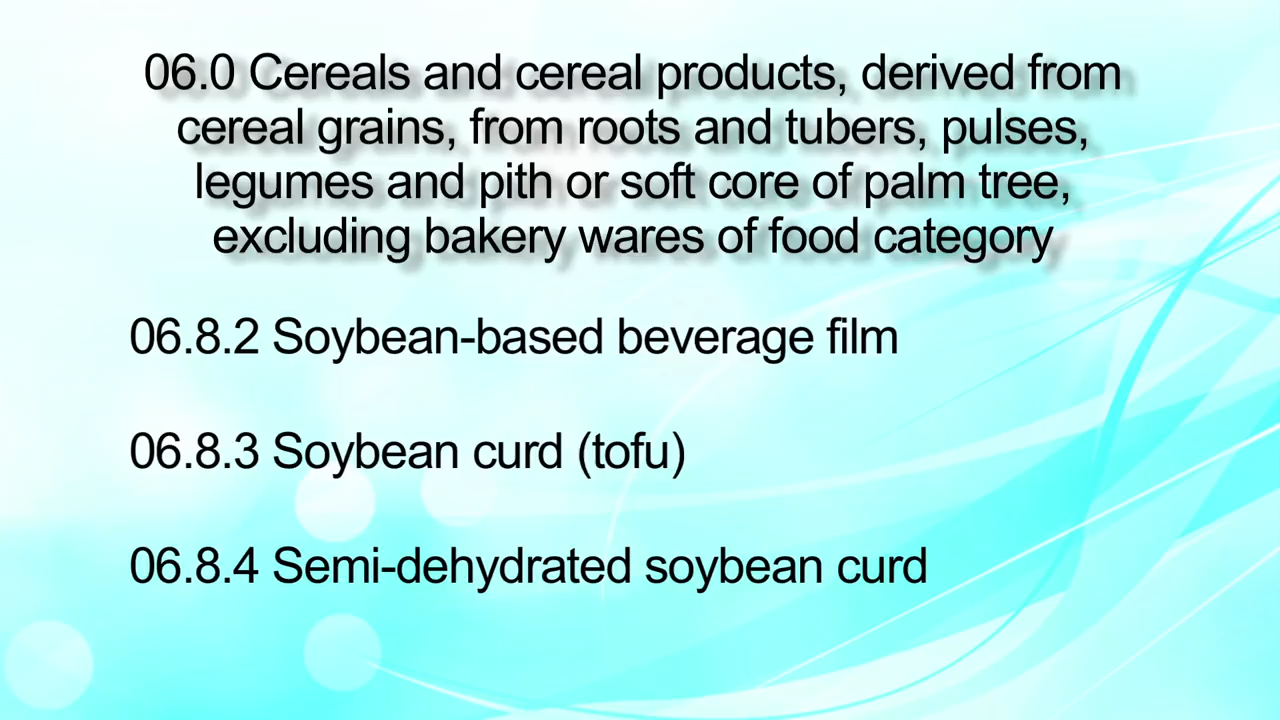 06.0 Cereals and cereal products, derived from
cereal grains, from roots and tubers, pulses,
legumes and pith or soft core of palm tree,
excluding bakery wares of food category
06.8.2 Soybean-based beverage film
06.8.3 Soybean curd (tofu)
06.8.4 Semi-dehydrated soybean curd